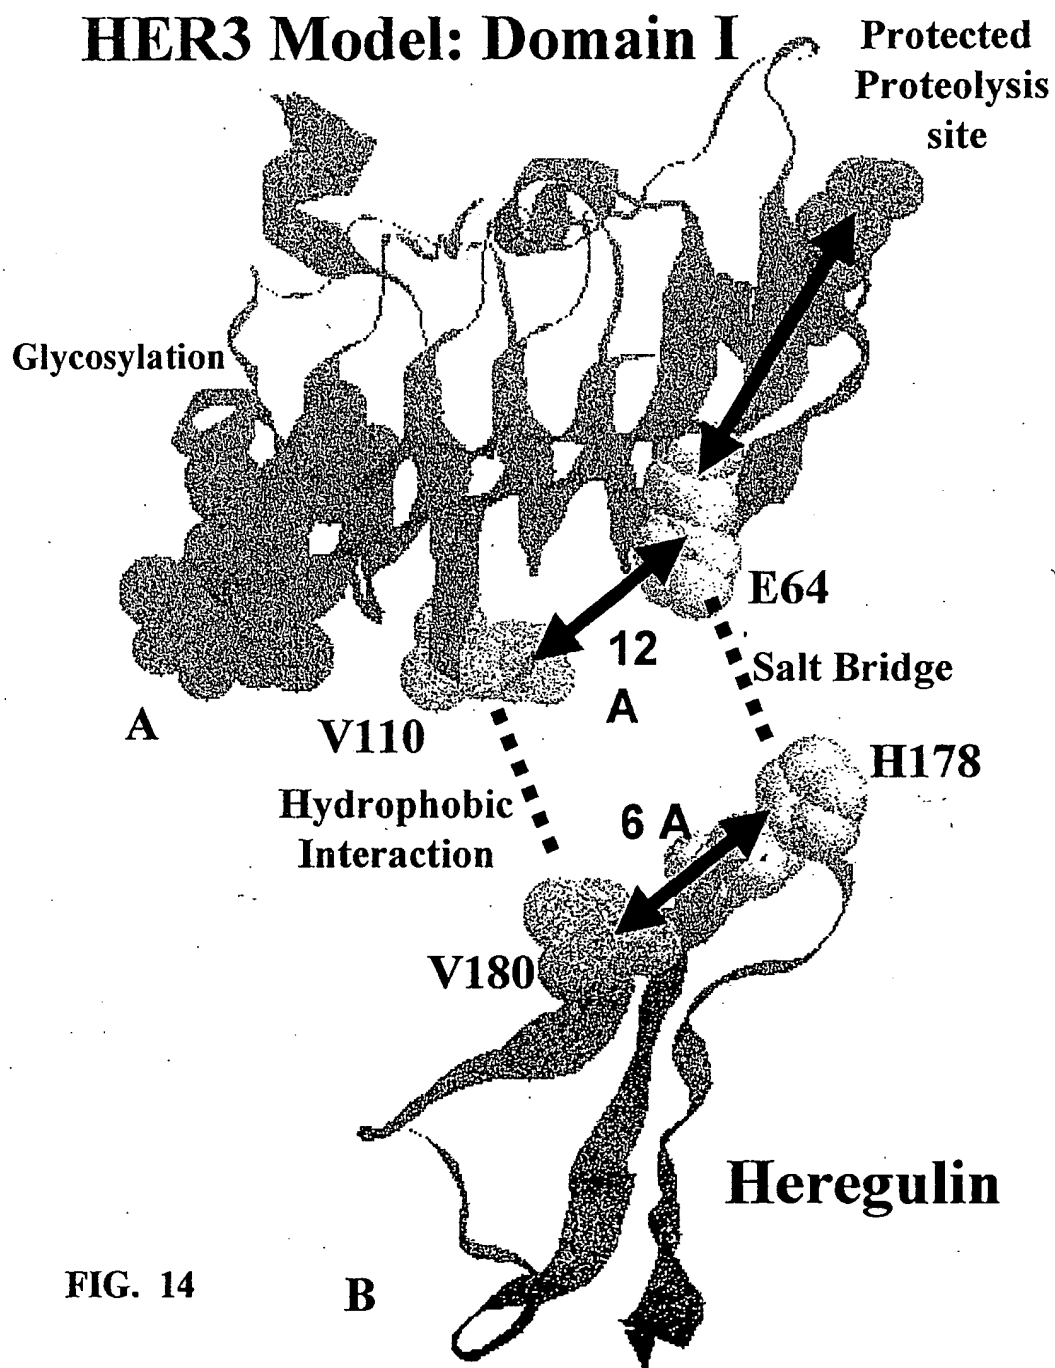 HER3 Model: Domain I
Protected
Proteolysis
site
Glycosylation
E64
12
A
Salt Bridge
A
V110
H178
Hydrophobic
Interaction
6 A
V180
Heregulin
FIG. 14
B